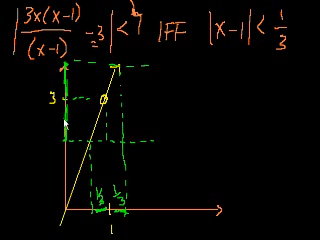 |3x(x-1)/(x-1) -3| < 1 IFF |x-1| < 1/3
3
1/3 1/3
1